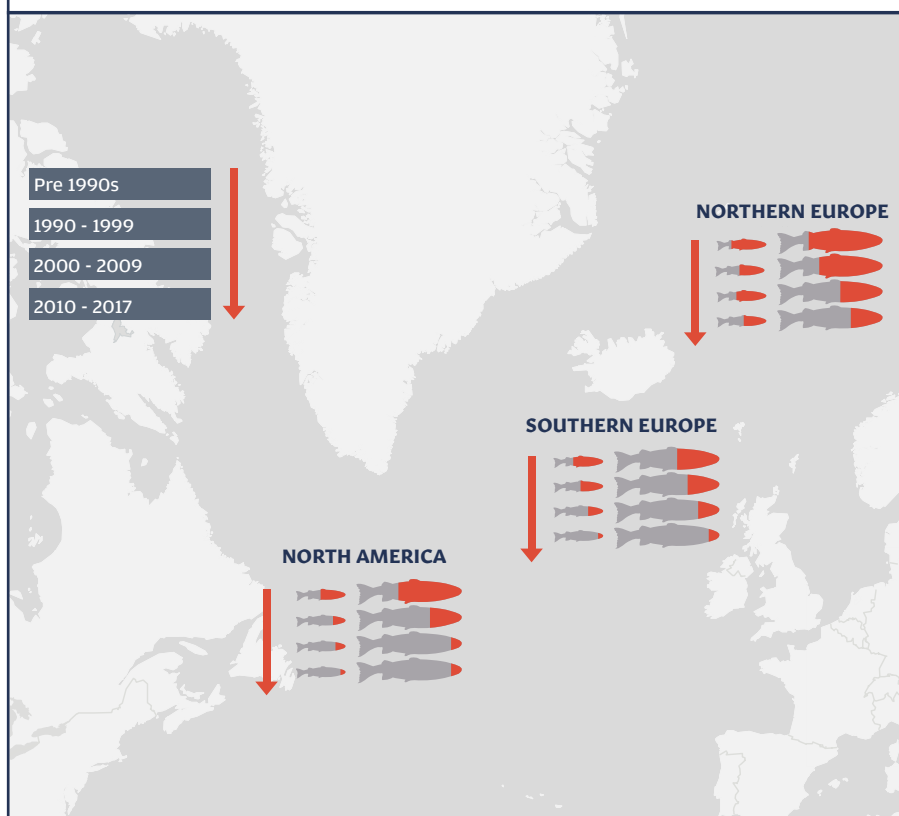 Pre 1990s
1990 - 1999
2000 - 2009
2010 - 2017
NORTHERN EUROPE
SOUTHERN EUROPE
NORTH AMERICA